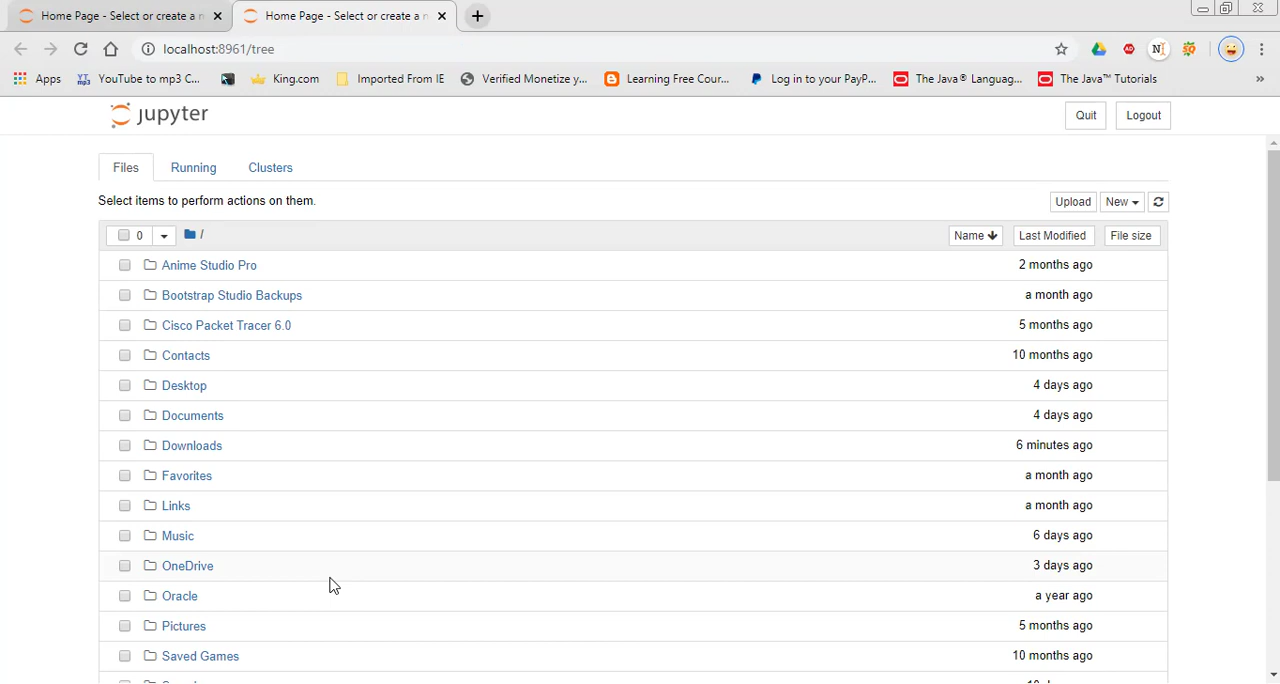 Home Page - Select or create a n
Home Page - Select or create a n
localhost:8961/tree
Apps
YouTube to mp3 C...
King.com
Imported From IE
Verified Monetize y...
Learning Free Cour...
Log in to your PayP...
The Java® Languag...
The Java™ Tutorials
»
jupyter
Quit
Logout
Files
Running
Clusters
Select items to perform actions on them.
Upload
New
0
/
Name
Last Modified
File size
Anime Studio Pro 2 months ago
Bootstrap Studio Backups a month ago
Cisco Packet Tracer 6.0 5 months ago
Contacts 10 months ago
Desktop 4 days ago
Documents 4 days ago
Downloads 6 minutes ago
Favorites a month ago
Links a month ago
Music 6 days ago
OneDrive 3 days ago
Oracle a year ago
Pictures 5 months ago
Saved Games 10 months ago